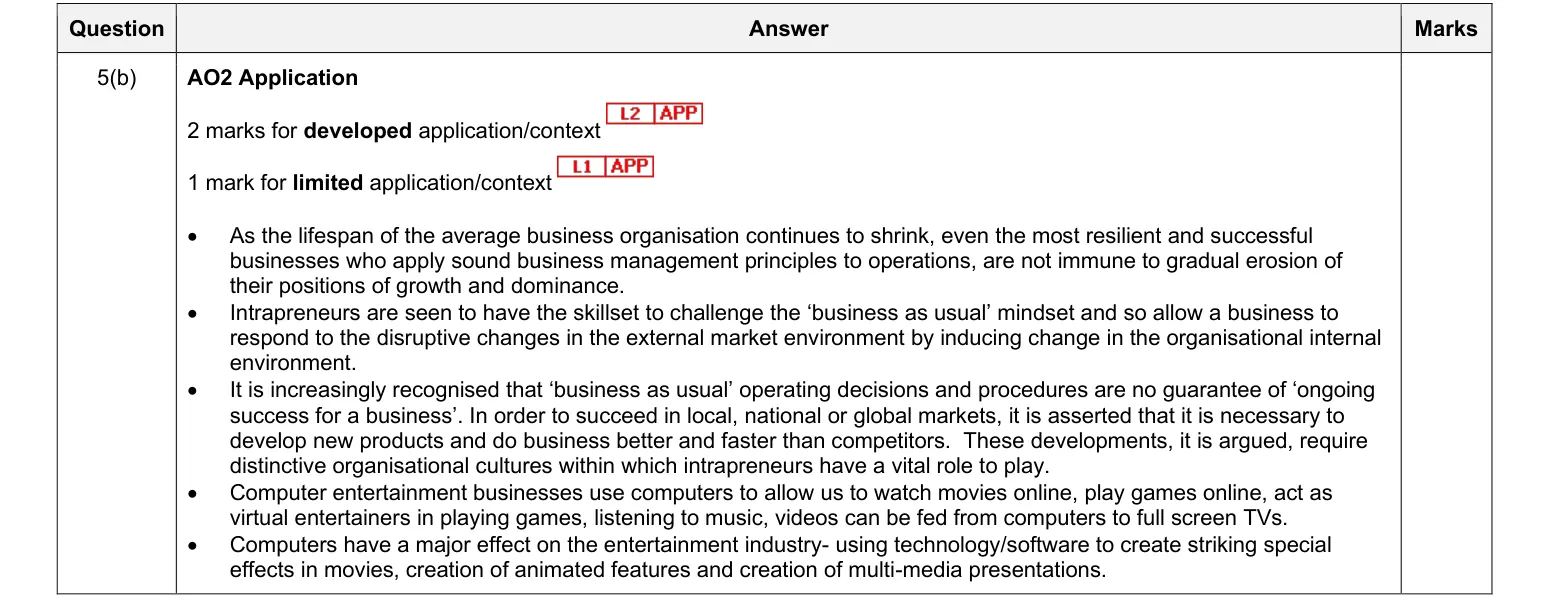 Question Answer Marks
5(b) AO2 Application
2 marks for developed application/context L2 APP
1 mark for limited application/context L1 APP
• As the lifespan of the average business organisation continues to shrink, even the most resilient and successful
businesses who apply sound business management principles to operations, are not immune to gradual erosion of
their positions of growth and dominance.
• Intrapreneurs are seen to have the skillset to challenge the ‘business as usual’ mindset and so allow a business to
respond to the disruptive changes in the external market environment by inducing change in the organisational internal
environment.
• It is increasingly recognised that ‘business as usual’ operating decisions and procedures are no guarantee of ‘ongoing
success for a business’. In order to succeed in local, national or global markets, it is asserted that it is necessary to
develop new products and do business better and faster than competitors.  These developments, it is argued, require
distinctive organisational cultures within which intrapreneurs have a vital role to play.
• Computer entertainment businesses use computers to allow us to watch movies online, play games online, act as
virtual entertainers in playing games, listening to music, videos can be fed from computers to full screen TVs.
• Computers have a major effect on the entertainment industry- using technology/software to create striking special
effects in movies, creation of animated features and creation of multi-media presentations.